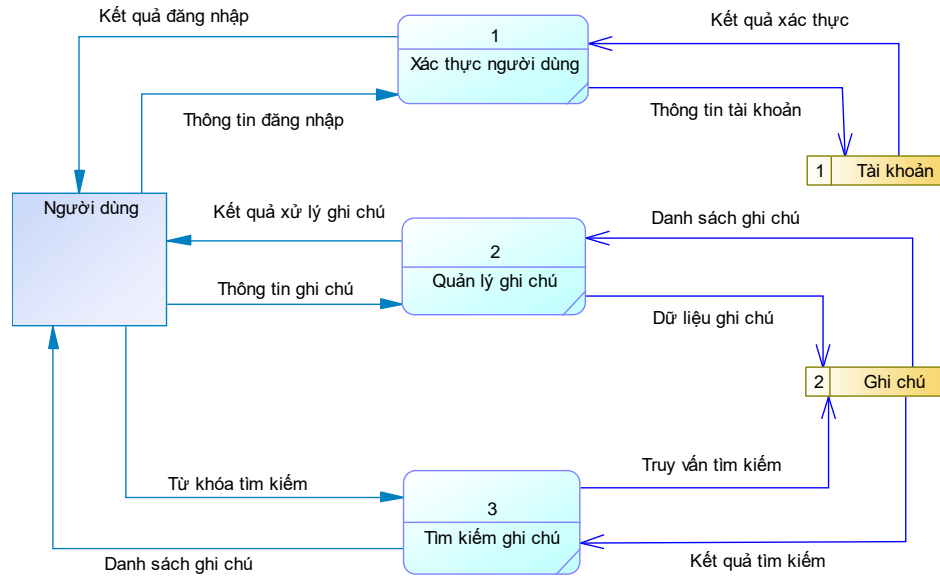 Kết quả đăng nhập
1
Xác thực người dùng
Kết quả xác thực
Thông tin đăng nhập
Thông tin tài khoản
1 Tài khoản
Người dùng
Kết quả xử lý ghi chú
2
Quản lý ghi chú
Danh sách ghi chú
Thông tin ghi chú
Dữ liệu ghi chú
2 Ghi chú
Từ khóa tìm kiếm
3
Tìm kiếm ghi chú
Truy vấn tìm kiếm
Danh sách ghi chú
Kết quả tìm kiếm